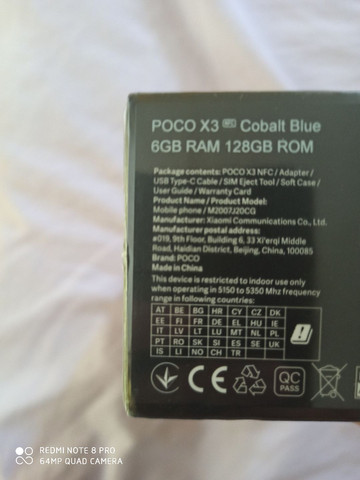 POCO X3 NFC Cobalt Blue
6GB RAM 128GB ROM
Package contents: POCO X3 NFC / Adapter /
USB Type-C Cable / SIM Eject Tool / Soft Case /
User Guide / Warranty Card
Product Name / Product Model:
Mobile phone / M2007J20CG
Manufacturer: Xiaomi Communications Co., Ltd.
Manufacturer postal address:
#019, 9th Floor, Building 6, 33 Xi'erqi Middle
Road, Haidian District, Beijing, China, 100085
Brand: POCO
Made in China
This device is restricted to indoor use only
when operating in 5150 to 5350 Mhz frequency
range in following countries:
AT BE BG HR CY CZ DK
EE FI FR DE EL HU IE
IT LV LT LU MT NL PL
PT RO SK SI ES SE UK
IS LI NO CH TR
CE
QC
PASS
REDMI NOTE 8 PRO
64MP QUAD CAMERA